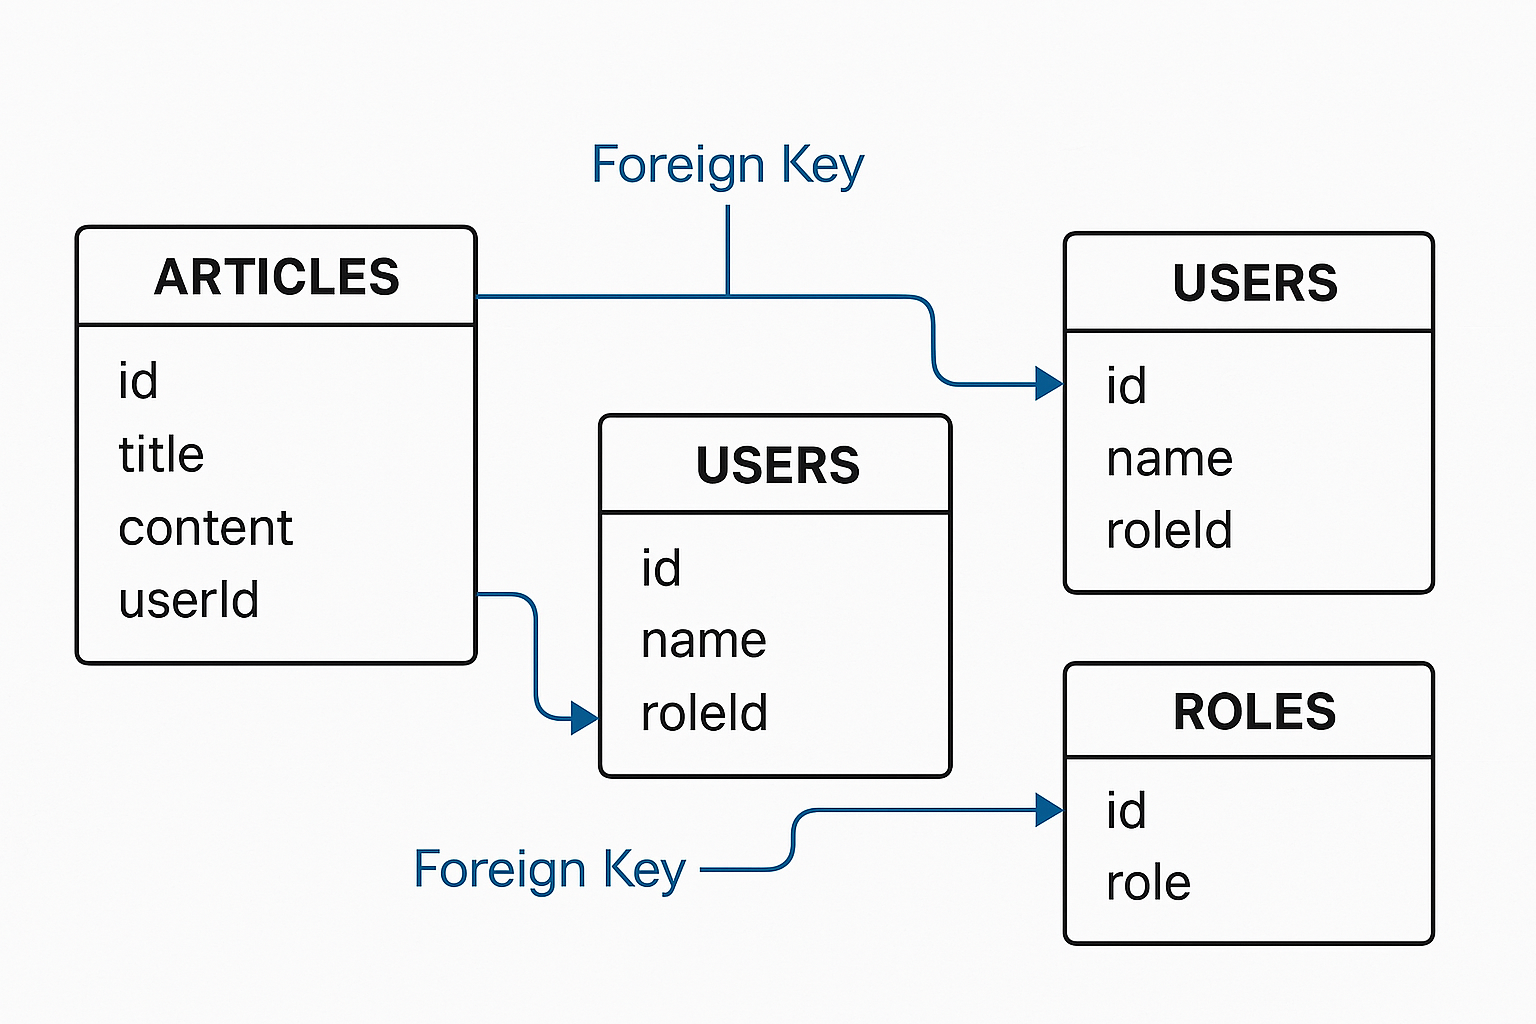 Foreign Key
ARTICLES
id
title
content
userId
USERS
id
name
roleId
USERS
id
name
roleId
ROLES
id
role
Foreign Key